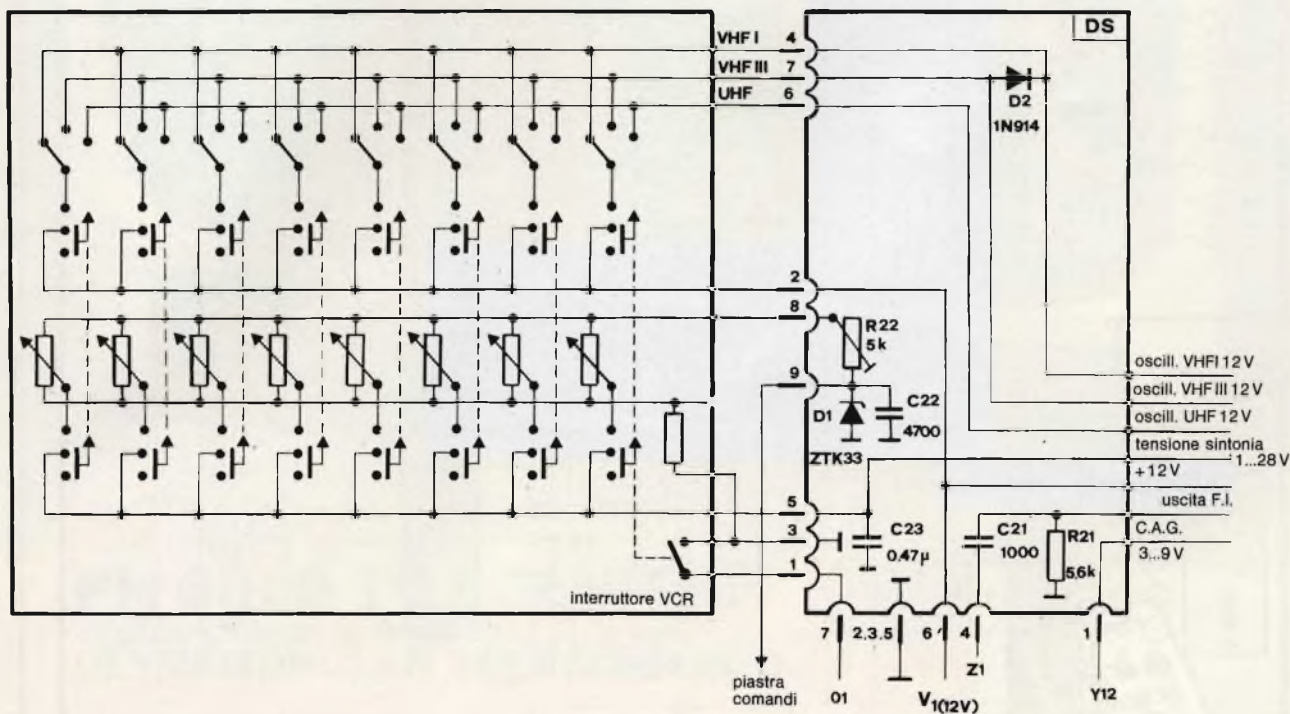 DS
VHF I 4
VHF III 7
UHF 6
D2
1N914
2
8
R22
5k
9
D1
C22
4700
ZTK33
oscill. VHF I 12 V
oscill. VHF III 12 V
oscill. UHF 12 V
tensione sintonia
1...28 V
+12V
uscita F.I.
C.A.G.
3...9 V
5
3
1
C23
0,47µ
C21
1000
R21
5,6k
interruttore VCR
7 2,3.5 6 4 1
piastra
comandi
01
V1(12V)
Z1
Y12